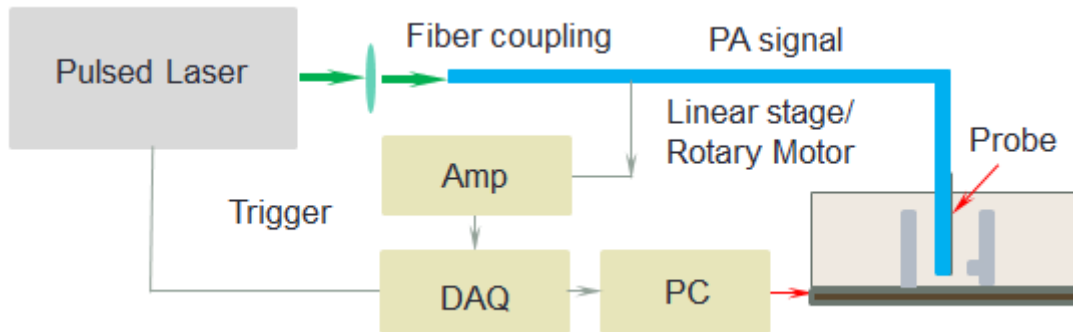 Pulsed Laser
Fiber coupling
PA signal
Linear stage/
Rotary Motor
Probe
Amp
Trigger
DAQ
PC